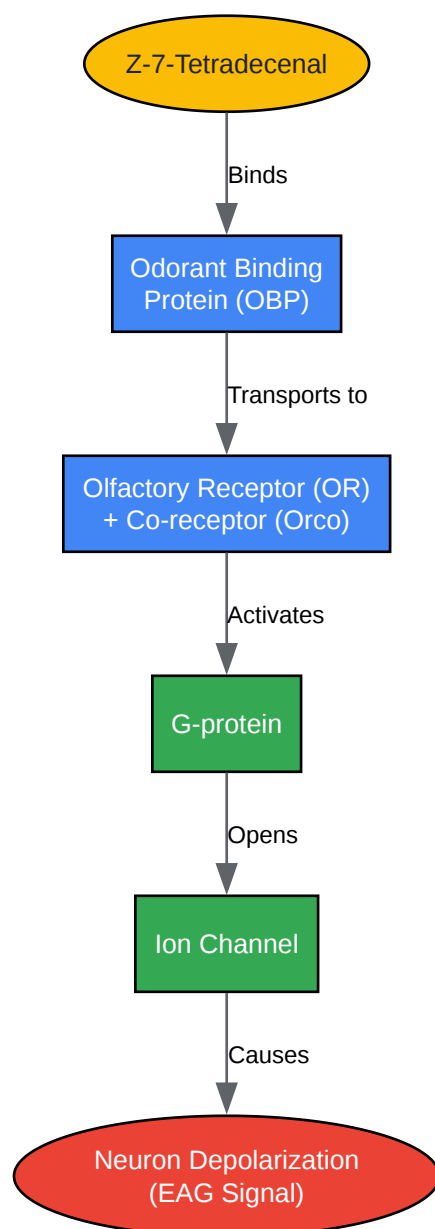 Z-7-Tetradecenal
Binds
Odorant Binding
Protein (OBP)
Transports to
Olfactory Receptor (OR)
+ Co-receptor (Orco)
Activates
G-protein
Opens
Ion Channel
Causes
Neuron Depolarization
(EAG Signal)